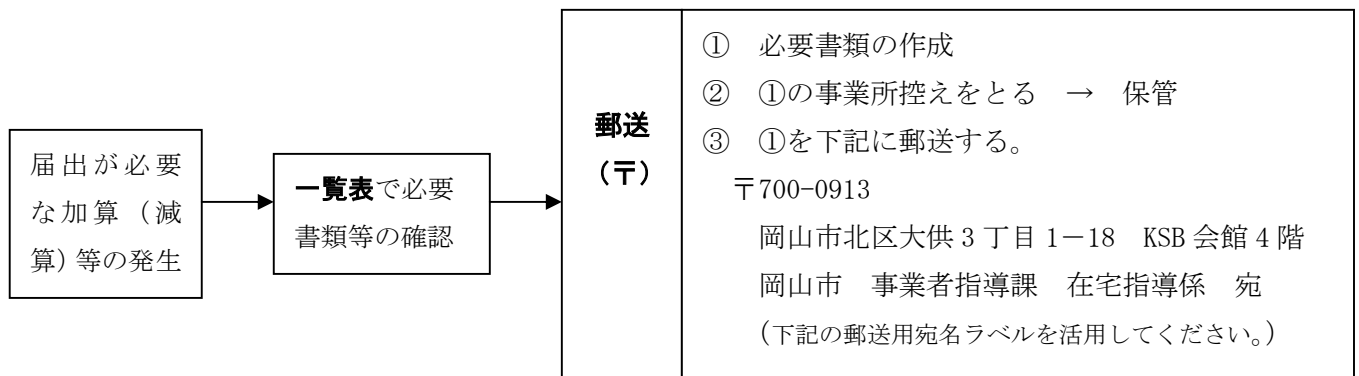 届出が必要
な加算（減
算）等の発生
一覧表で必要
書類等の確認
郵送
（〒）
①　必要書類の作成
②　①の事業所控えをとる　→　保管
③　①を下記に郵送する。
〒700-0913
岡山市北区大供3丁目1－18　KSB会館4階
岡山市　事業者指導課　在宅指導係　宛
（下記の郵送用宛名ラベルを活用してください。）